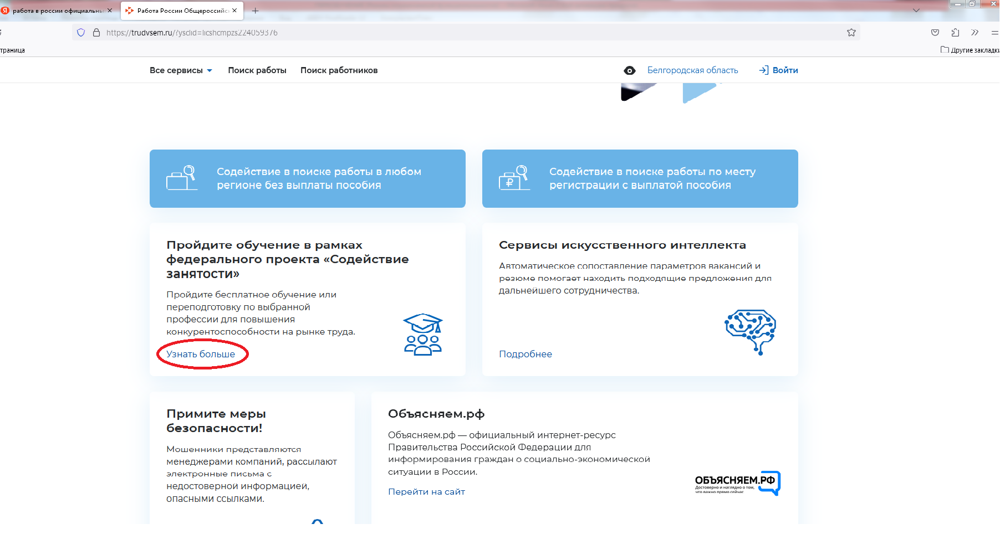 работа в россии официальны
Работа России Общероссийс
https://trudvsem.ru/?ysclid=licshcmpzs224059376
траница
Другие закладки
Все сервисы
Поиск работы
Поиск работников
Белгородская область
Войти
Содействие в поиске работы в любом
регионе без выплаты пособия
Содействие в поиске работы по месту
регистрации с выплатой пособия
Пройдите обучение в рамках
федерального проекта «Содействие
занятости»
Пройдите бесплатное обучение или
переподготовку по выбранной
профессии для повышения
конкурентоспособности на рынке труда.
Узнать больше
Сервисы искусственного интеллекта
Автоматическое сопоставление параметров вакансий и
резюме помогает находить подходящие предложения для
дальнейшего сотрудничества.
Подробнее
Примите меры
безопасности!
Мошенники представляются
менеджерами компаний, рассылают
электронные письма с
недостоверной информацией,
опасными ссылками.
Объясняем.рф
Объясняем.рф — официальный интернет-ресурс
Правительства Российской Федерации для
информирования граждан о социально-экономической
ситуации в России.
Перейти на сайт
ОБЪЯСНЯЕМ.РФ
Достоверно и наглядно о том,
что важно прямо сейчас